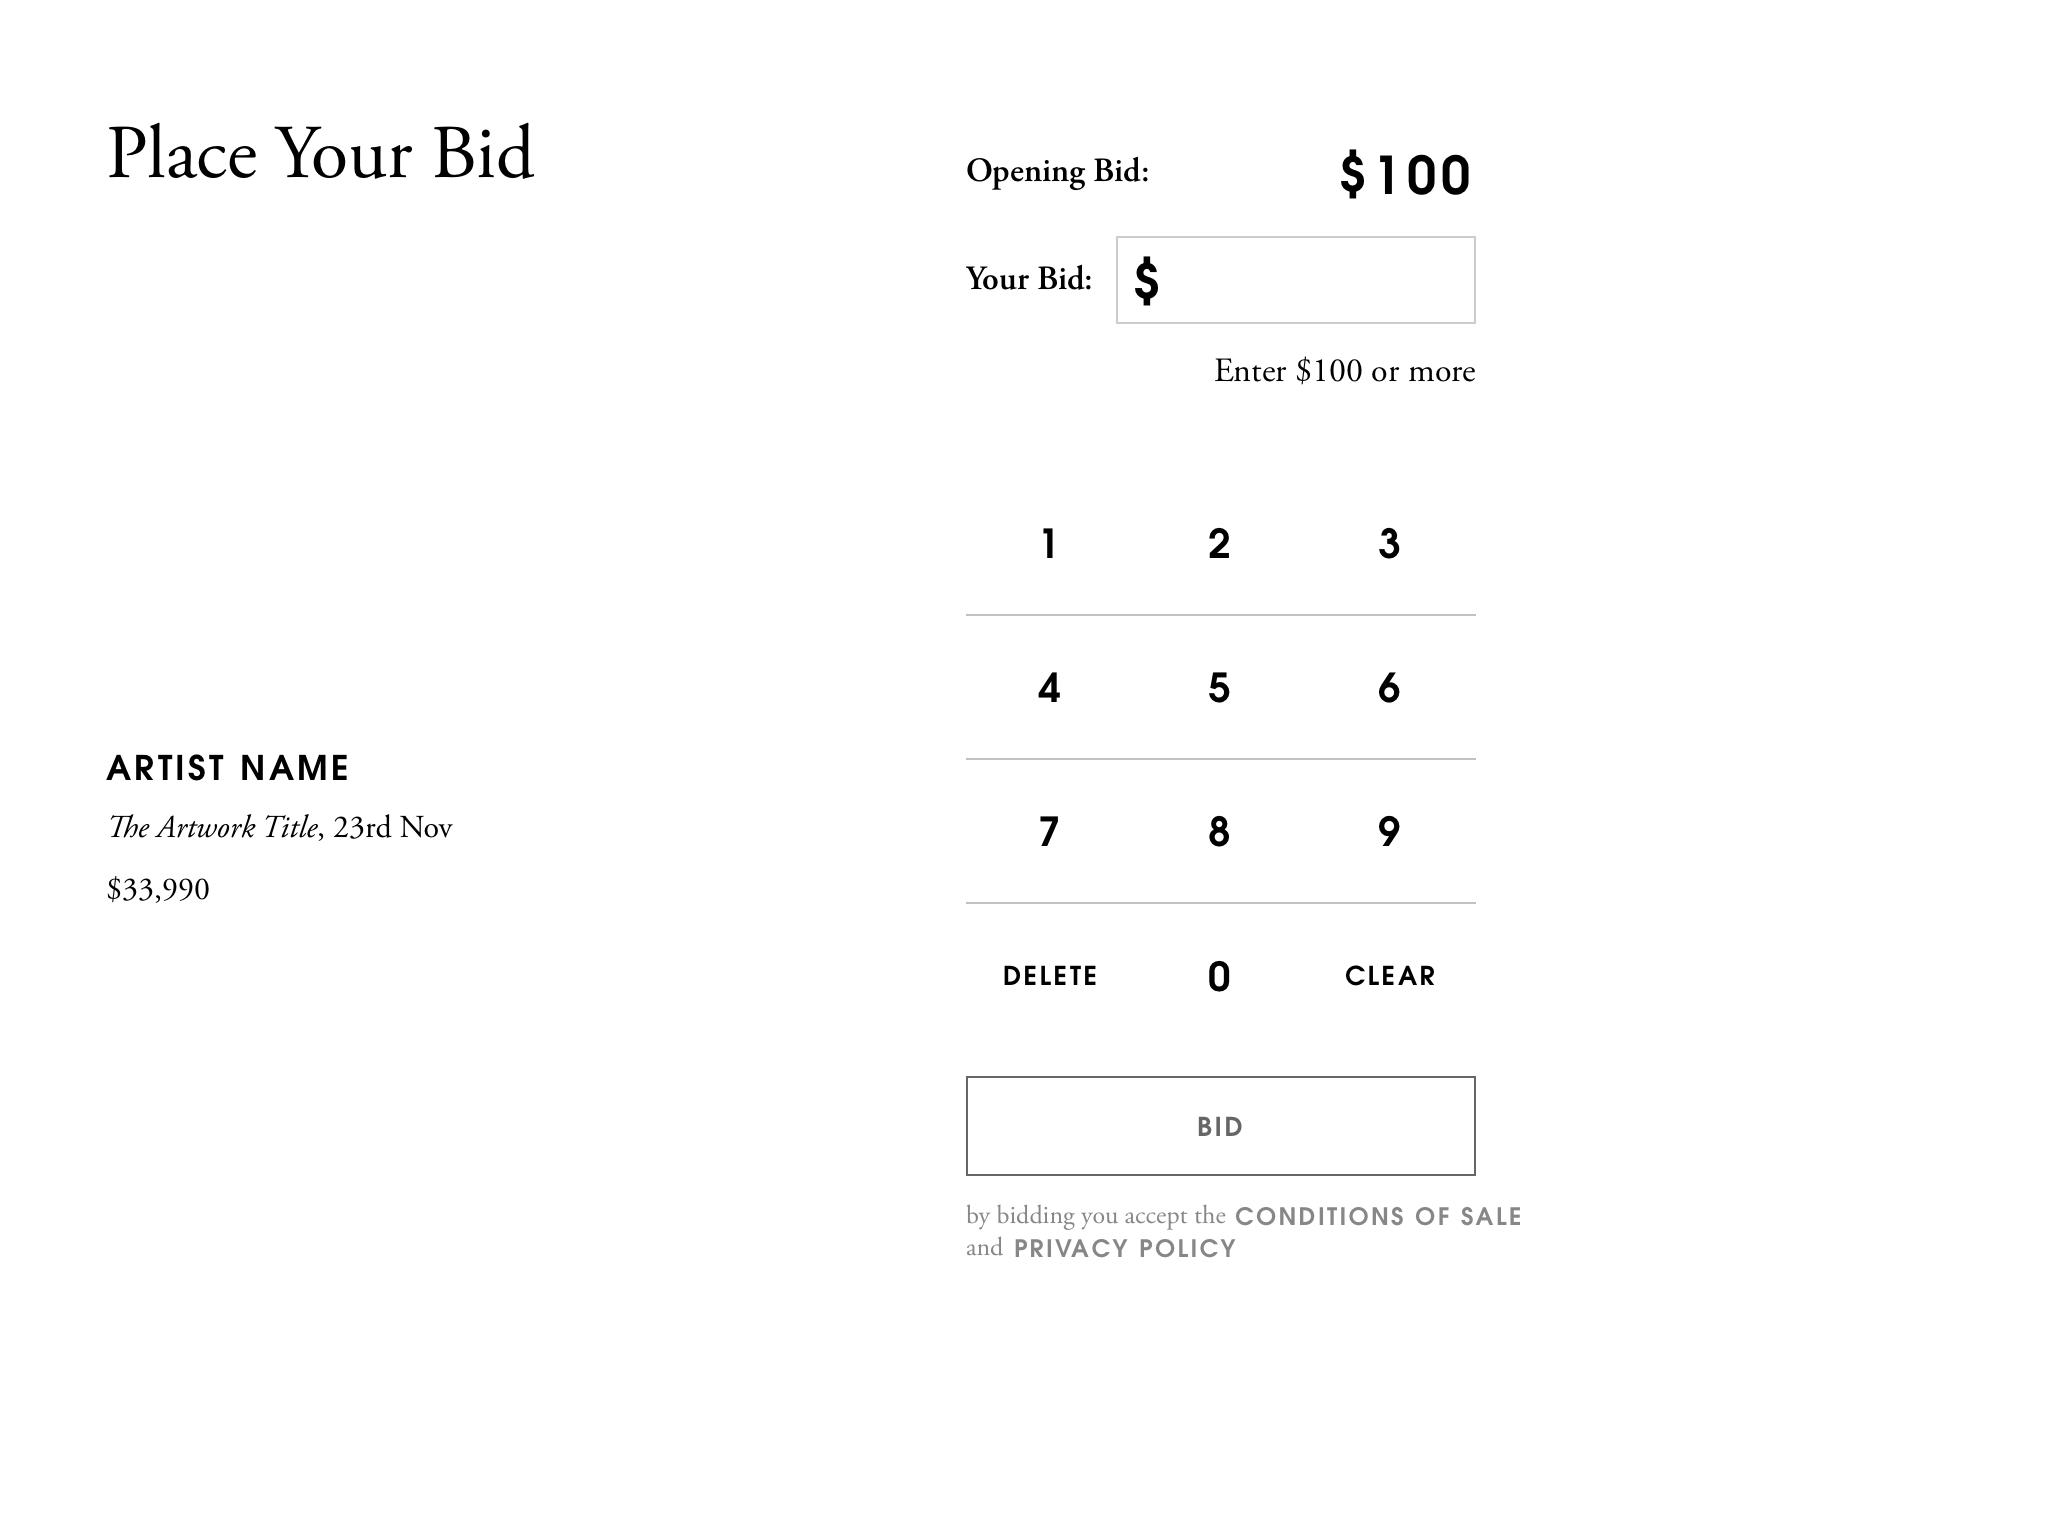 Place Your Bid
Opening Bid: $100
Your Bid: $
Enter $100 or more
1 2 3
4 5 6
7 8 9
DELETE 0 CLEAR
BID
by bidding you accept the CONDITIONS OF SALE
and PRIVACY POLICY
ARTIST NAME
The Artwork Title, 23rd Nov
$33,990